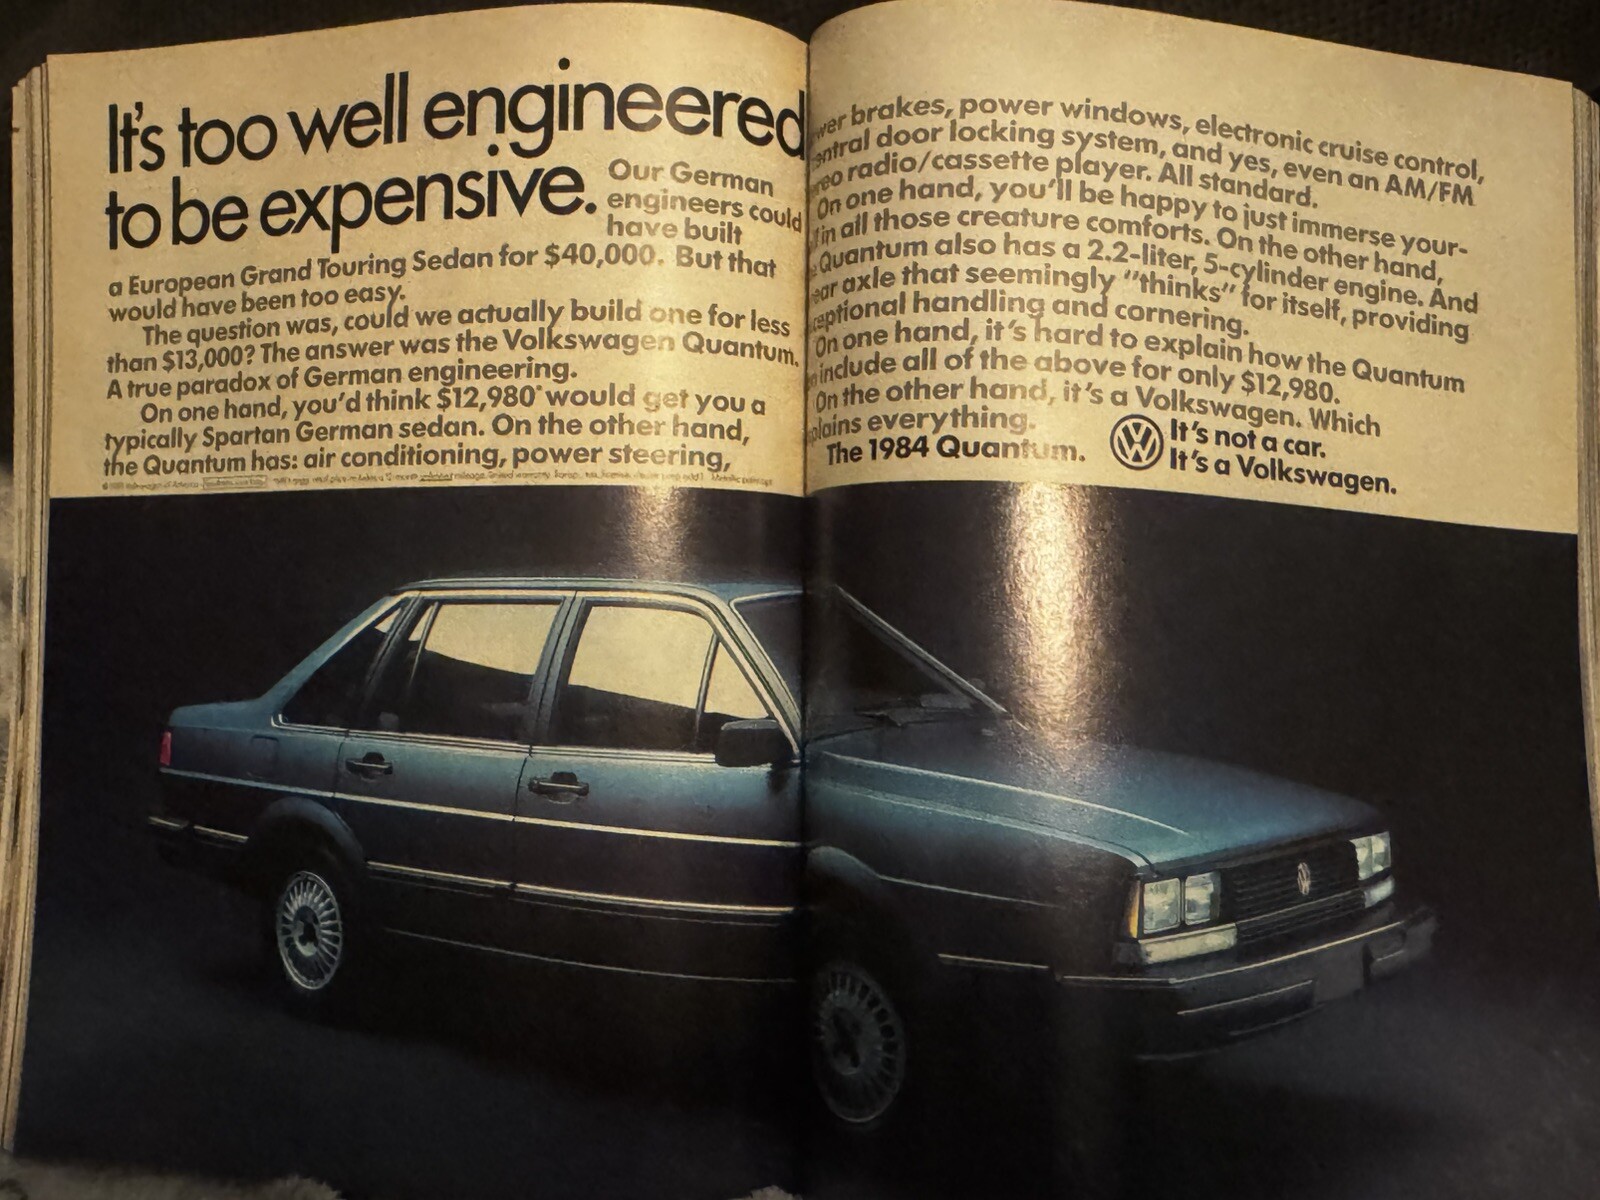 It's too well engineered
to be expensive.
Our German
engineers could
have built
a European Grand Touring Sedan for $40,000. But that
would have been too easy.
The question was, could we actually build one for less
than $13,000? The answer was the Volkswagen Quantum.
A true paradox of German engineering.
On one hand, you'd think $12,980* would get you a
typically Spartan German sedan. On the other hand,
the Quantum has: air conditioning, power steering,
wer brakes, power windows, electronic cruise control,
entral door locking system, and yes, even an AM/FM
reo radio/cassette player. All standard.
On one hand, you'll be happy to just immerse your-
in all those creature comforts. On the other hand,
Quantum also has a 2.2-liter, 5-cylinder engine. And
ear axle that seemingly "thinks" for itself, providing
ceptional handling and cornering.
On one hand, it's hard to explain how the Quantum
include all of the above for only $12,980.
On the other hand, it's a Volkswagen. Which
plains everything.
The 1984 Quantum.
It's not a car.
It's a Volkswagen.